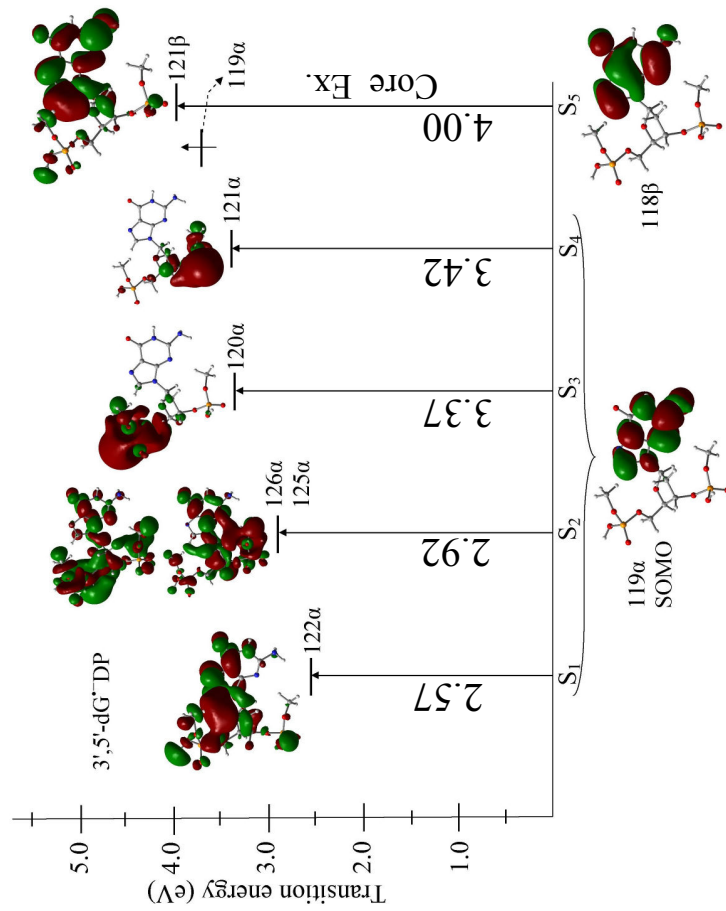 3',5'-dG•−DP
Transition energy (eV)
5.0
4.0
3.0
2.0
1.0
122α
2.57
S1
126α
125α
2.92
S2
120α
3.37
S3
121α
3.42
S4
121β
119α
4.00
Core Ex.
S5
119α
SOMO
118β